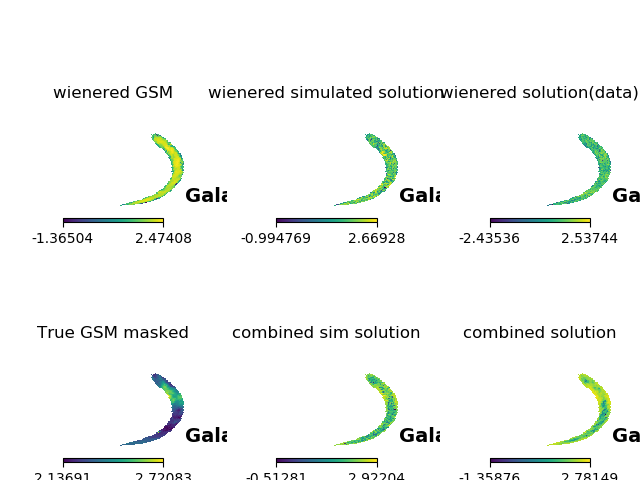 wienered GSM
wienered simulated solution
wienered solution(data)
Gala
Gala
Ga
-1.36504 2.47408
-0.994769 2.66928
-2.43536 2.53744
True GSM masked
combined sim solution
combined solution
Gala
Gala
Ga
2.13691 2.72083
-0.51281 2.92204
-1.35876 2.78149